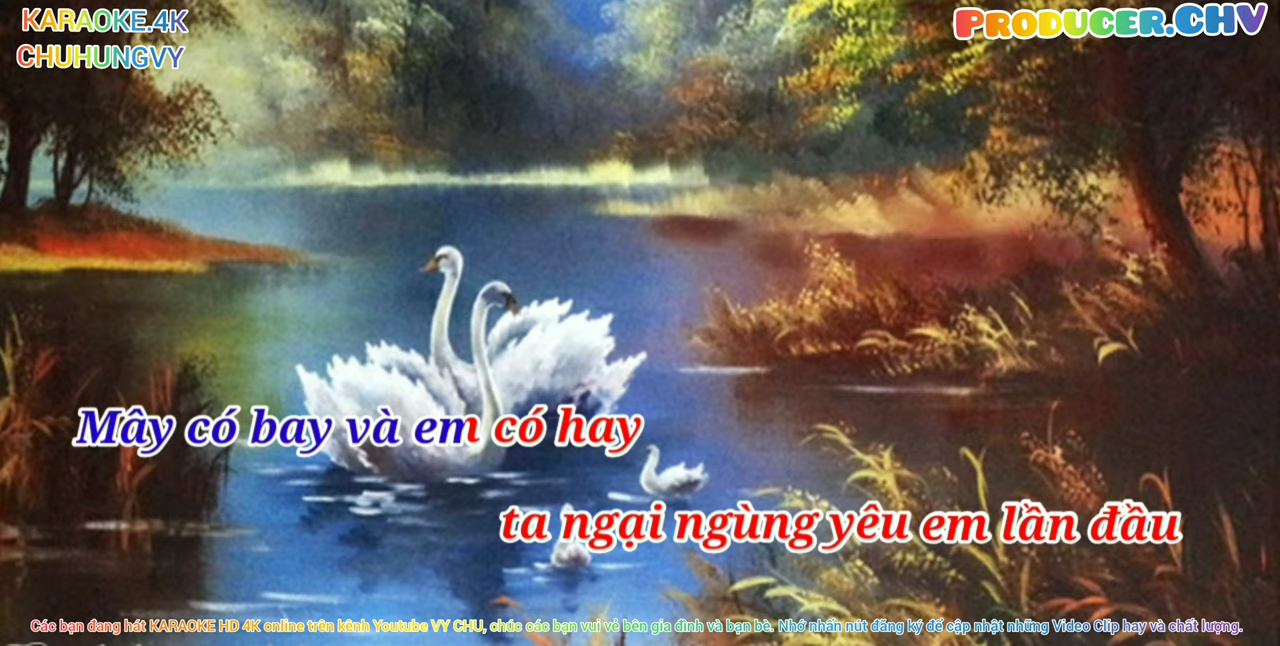 KARAOKE.4K
CHUHUNGVY
PRODUCER.CHV
Mây có bay và em có hay
ta ngại ngùng yêu em lần đầu
Các bạn đang hát KARAOKE HD 4K online trên kênh Youtube VY CHU, chúc các bạn vui vẻ bên gia đình và bạn bè. Nhớ nhấn nút đăng ký để cập nhật những Video Clip hay và chất lượng.